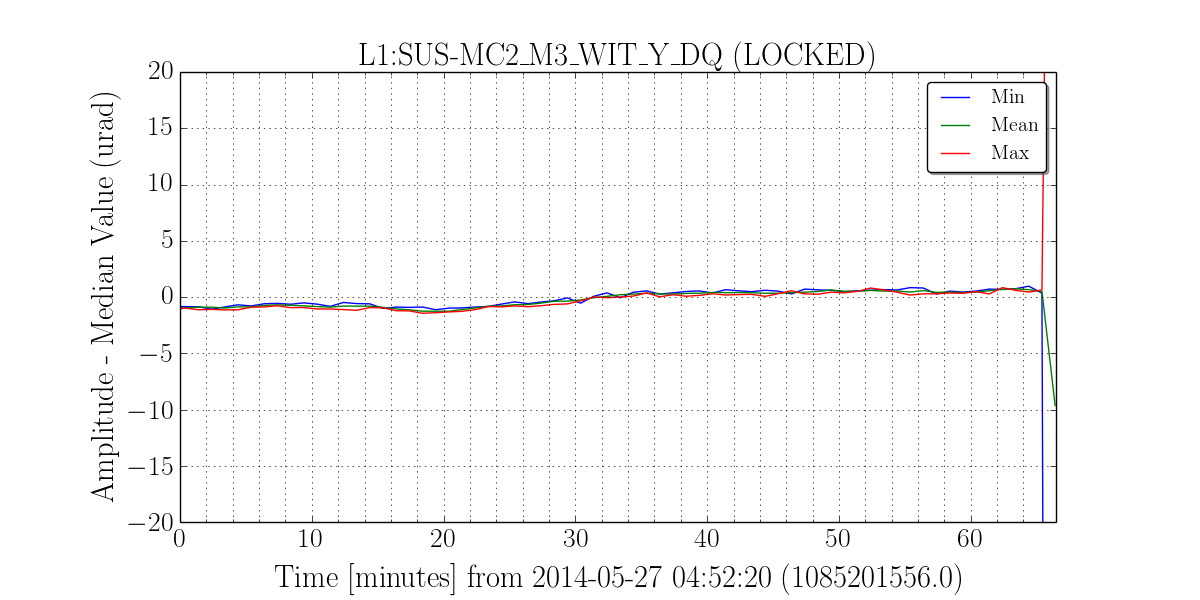 L1:SUS-MC2_M3_WIT_Y_DQ (LOCKED)
Amplitude - Median Value (urad)
20
15
10
5
0
−5
−10
−15
−20
Min
Mean
Max
0 10 20 30 40 50 60
Time [minutes] from 2014-05-27 04:52:20 (1085201556.0)